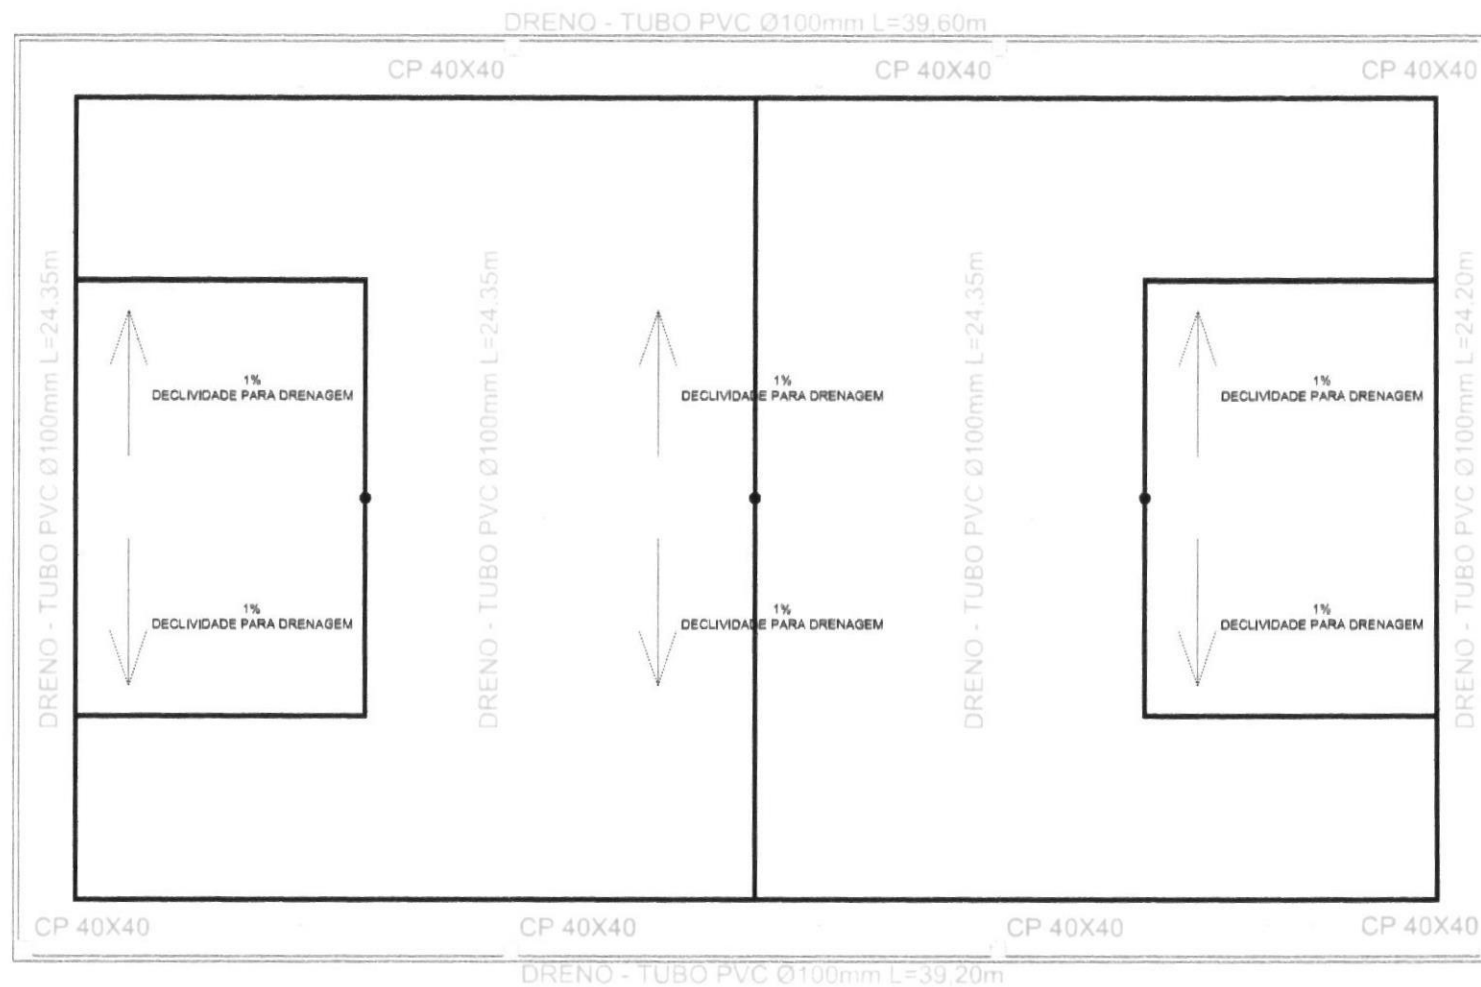 DRENO - TUBO PVC Ø100mm L=39,60m
CP 40X40
CP 40X40
CP 40X40
DRENO - TUBO PVC Ø100mm L=24.35m
DRENO - TUBO PVC Ø100mm L=24.35m
DRENO - TUBO PVC Ø100mm L=24.35m
DRENO - TUBO PVC Ø100mm L=24.20m
1%
DECLIVIDADE PARA DRENAGEM
1%
DECLIVIDADE PARA DRENAGEM
1%
DECLIVIDADE PARA DRENAGEM
1%
DECLIVIDADE PARA DRENAGEM
1%
DECLIVIDADE PARA DRENAGEM
1%
DECLIVIDADE PARA DRENAGEM
CP 40X40
CP 40X40
CP 40X40
CP 40X40
DRENO - TUBO PVC Ø100mm L=39,20m